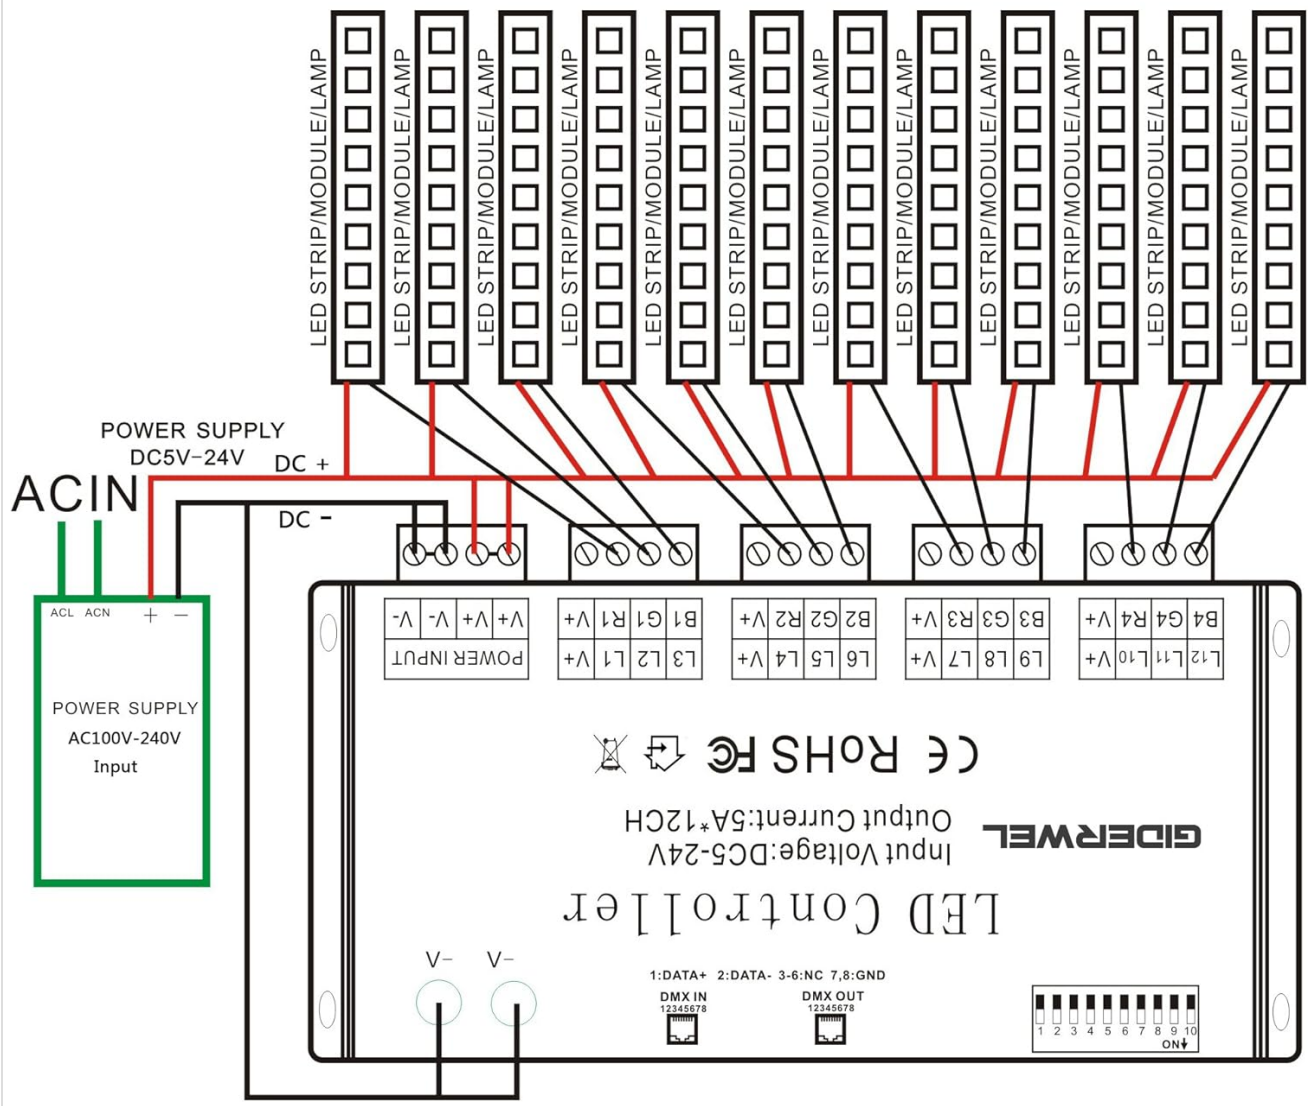 LED STRIP/MODULE/LAMP
LED STRIP/MODULE/LAMP
LED STRIP/MODULE/LAMP
LED STRIP/MODULE/LAMP
LED STRIP/MODULE/LAMP
LED STRIP/MODULE/LAMP
LED STRIP/MODULE/LAMP
LED STRIP/MODULE/LAMP
LED STRIP/MODULE/LAMP
LED STRIP/MODULE/LAMP
LED STRIP/MODULE/LAMP
LED STRIP/MODULE/LAMP
POWER SUPPLY
DC5V-24V
DC +
ACIN
DC -
ACL ACN + -
POWER SUPPLY
AC100V-240V
Input
V- V- V+ V+
POWER INPUT
V+ R1 G1 B1
V+ L1 L2 L3
V+ R2 G2 B2
V+ L4 L5 L6
V+ R3 G3 B3
V+ L7 L8 L9
V+ R4 G4 B4
V+ L10 L11 L12
CE RoHS FC
GIDERWEL
Output Current:5A*12CH
Input Voltage:DC5-24V
LED Controller
V- V-
1:DATA+ 2:DATA- 3-6:NC 7,8:GND
DMX IN
12345678
DMX OUT
12345678
1 2 3 4 5 6 7 8 9 10
ON